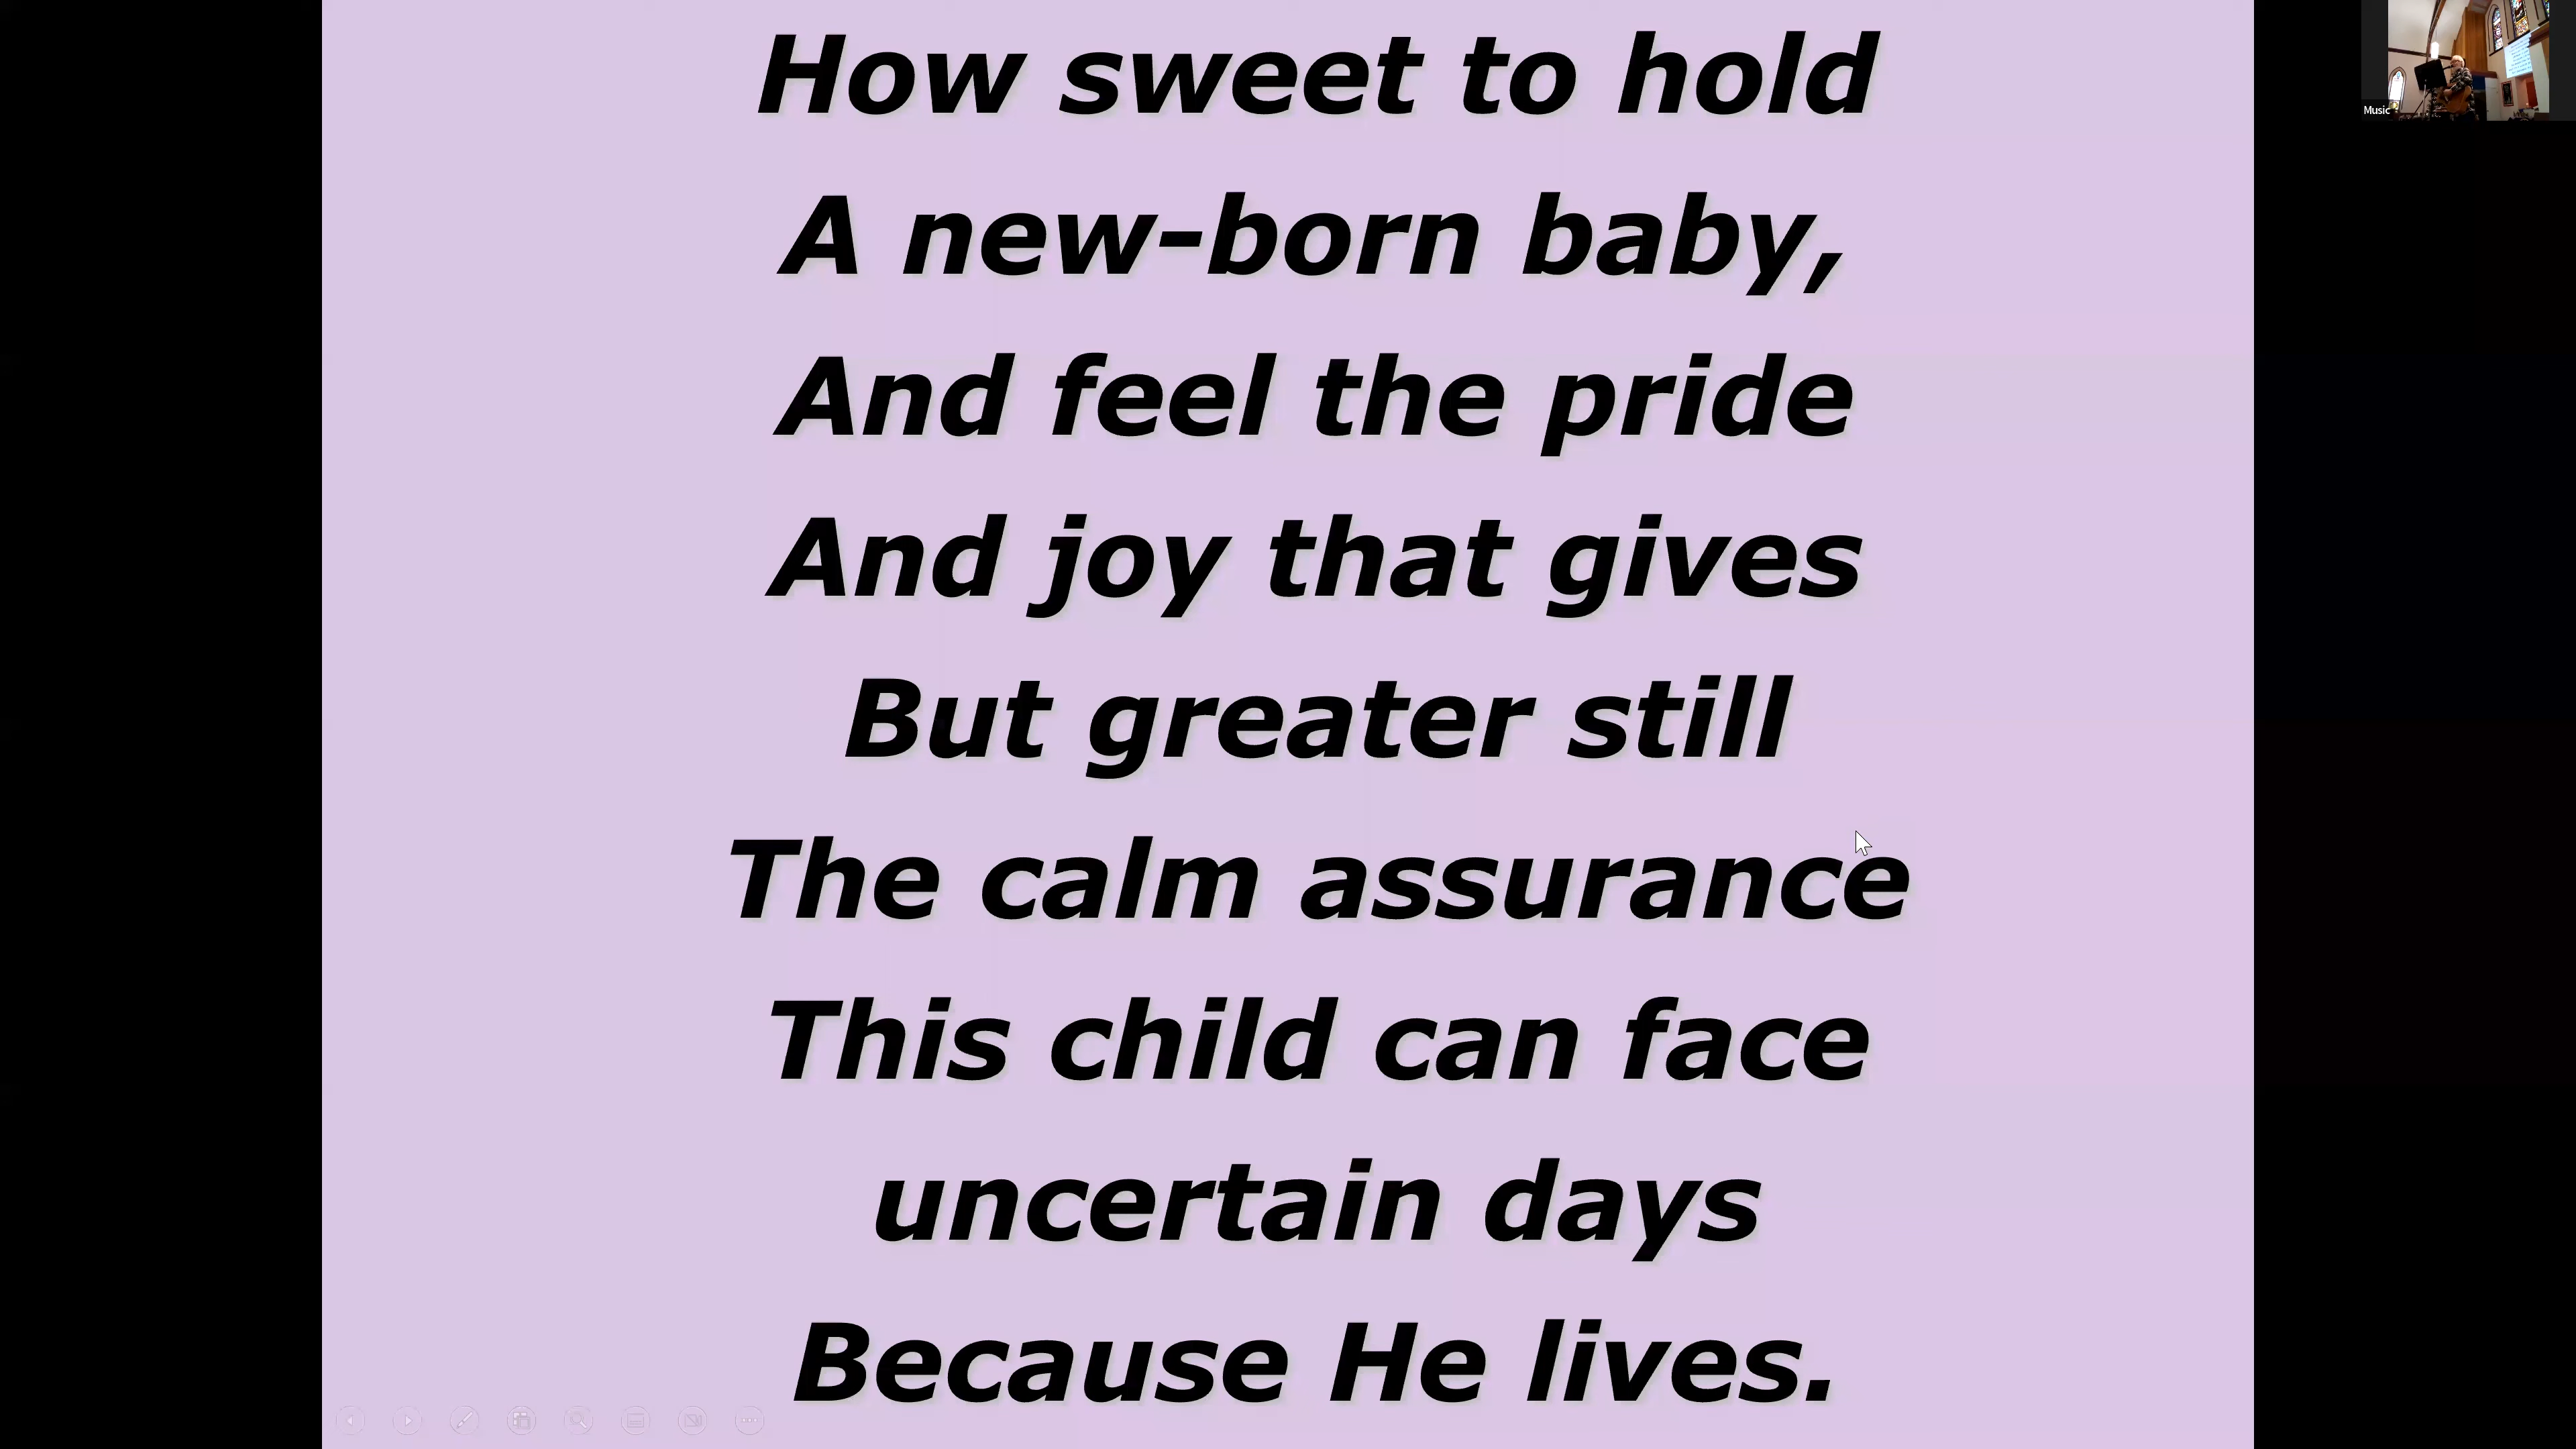 How sweet to hold
A new-born baby,
And feel the pride
And joy that gives
But greater still
The calm assurance
This child can face
uncertain days
Because He lives.
Music